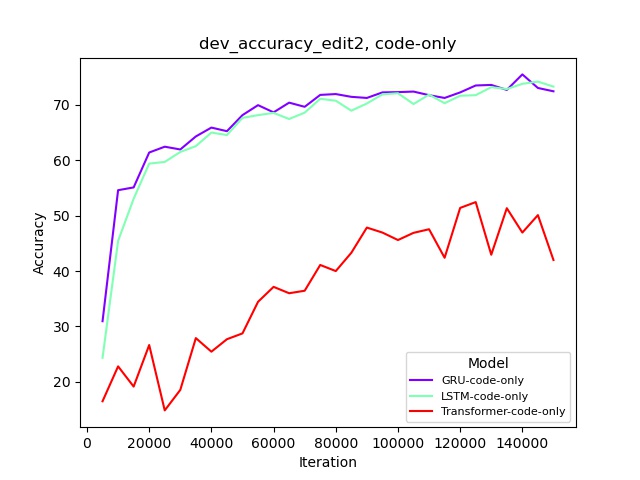 dev_accuracy_edit2, code-only
Accuracy
70
60
50
40
30
20
0 20000 40000 60000 80000 100000 120000 140000
Iteration
Model
GRU-code-only
LSTM-code-only
Transformer-code-only